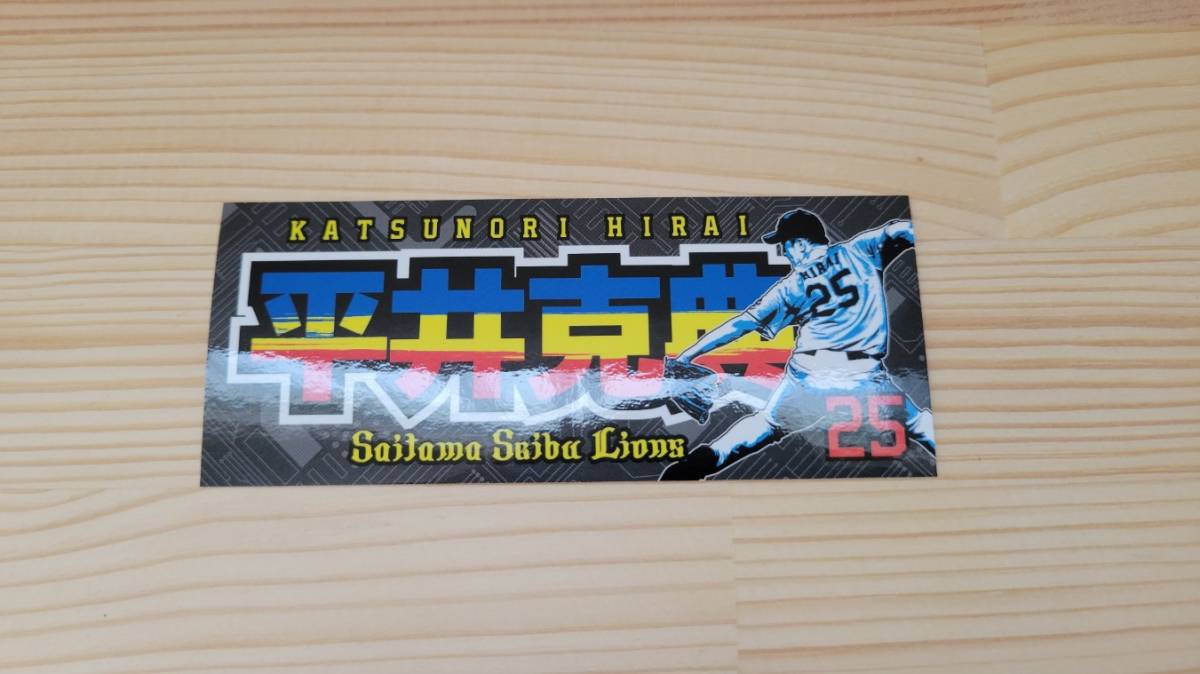 KATSUNORI HIRAI
平井克典
HIRAI
25
25
Saitama Seibu Lions